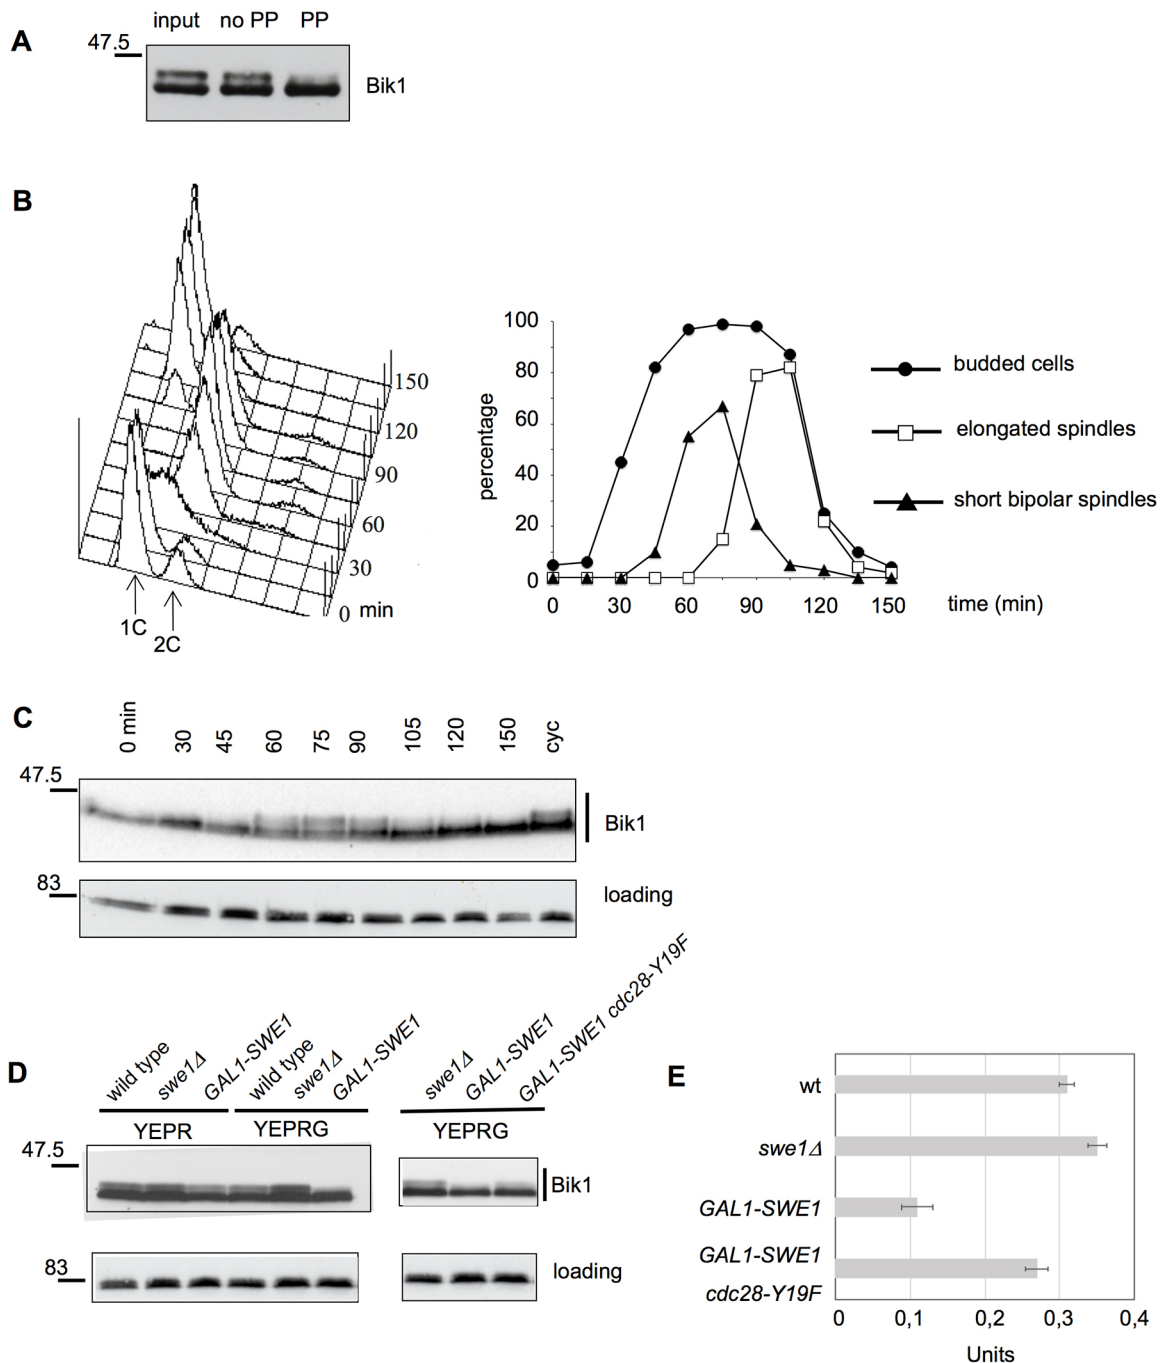 A
input no PP PP
47.5
Bik1
B
150
120
90
60
30
0 min
1C
2C
percentage
100
80
60
40
20
0
0 30 60 90 120 150
time (min)
budded cells
elongated spindles
short bipolar spindles
C
0 min 30 45 60 75 90 105 120 150 cyc
47.5
Bik1
83
loading
D
wild type swe1Δ GAL1-SWE1 wild type swe1Δ GAL1-SWE1
swe1Δ GAL1-SWE1 GAL1-SWE1 cdc28-Y19F
YEPR YEPRG YEPRG
47.5
Bik1
83
loading
E
wt
swe1Δ
GAL1-SWE1
GAL1-SWE1
cdc28-Y19F
0 0,1 0,2 0,3 0,4
Units